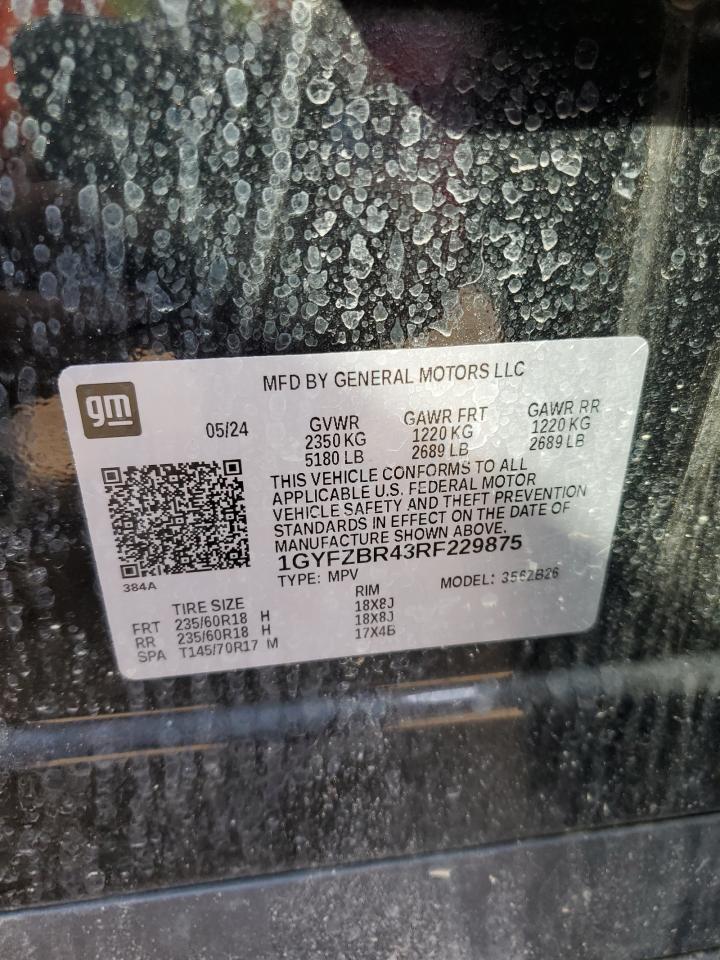 gm
MFD BY GENERAL MOTORS LLC
05/24
GVWR GAWR FRT GAWR RR
2350 KG 1220 KG 1220 KG
5180 LB 2689 LB 2689 LB
THIS VEHICLE CONFORMS TO ALL
APPLICABLE U.S. FEDERAL MOTOR
VEHICLE SAFETY AND THEFT PREVENTION
STANDARDS IN EFFECT ON THE DATE OF
MANUFACTURE SHOWN ABOVE.
1GYFZBR43RF229875
384A
TYPE: MPV MODEL: 356ZB26
TIRE SIZE RIM
FRT 235/60R18 H 18X8J
RR 235/60R18 H 18X8J
SPA T145/70R17 M 17X4B